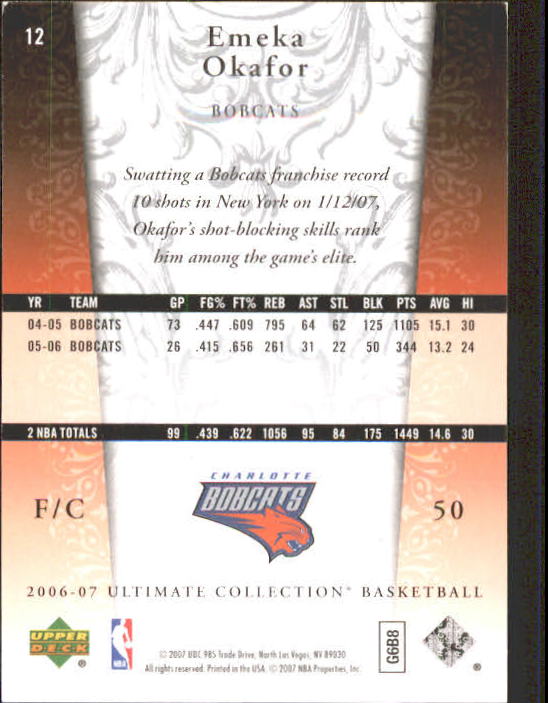 12
Emeka
Okafor
BOBCATS
Swatting a Bobcats franchise record
10 shots in New York on 1/12/07,
Okafor's shot-blocking skills rank
him among the game's elite.
YR TEAM GP FG% FT% REB AST STL BLK PTS AVG HI
04-05 BOBCATS 73 .447 .609 795 64 62 125 1105 15.1 30
05-06 BOBCATS 26 .415 .656 261 31 22 50 344 13.2 24
2 NBA TOTALS 99 .439 .622 1056 95 84 175 1449 14.6 30
CHARLOTTE
BOBCATS
F/C
50
2006-07 ULTIMATE COLLECTION® BASKETBALL
UPPER
DECK
®
NBA
© 2007 UDC 985 Trade Drive, North Las Vegas, NV 89030
All rights reserved. Printed in the USA. © 2007 NBA Properties, Inc.
G6B8
®